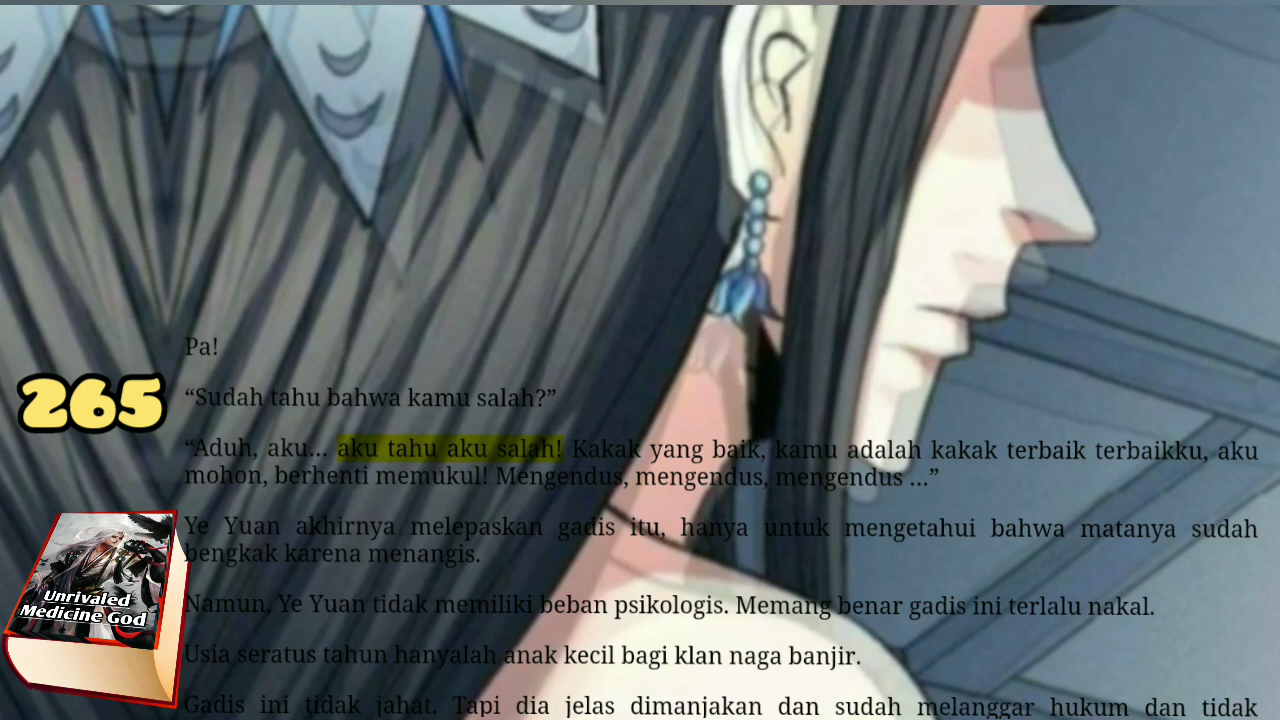 Pa!
265
“Sudah tahu bahwa kamu salah?”
“Aduh, aku… aku tahu aku salah! Kakak yang baik, kamu adalah kakak terbaik terbaikku, aku
mohon, berhenti memukul! Mengendus, mengendus, mengendus …”
Ye Yuan akhirnya melepaskan gadis itu, hanya untuk mengetahui bahwa matanya sudah
bengkak karena menangis.
Unrivaled
Medicine God
Namun, Ye Yuan tidak memiliki beban psikologis. Memang benar gadis ini terlalu nakal.
Usia seratus tahun hanyalah anak kecil bagi klan naga banjir.
Gadis ini tidak jahat. Tapi dia jelas dimanjakan dan sudah melanggar hukum dan tidak